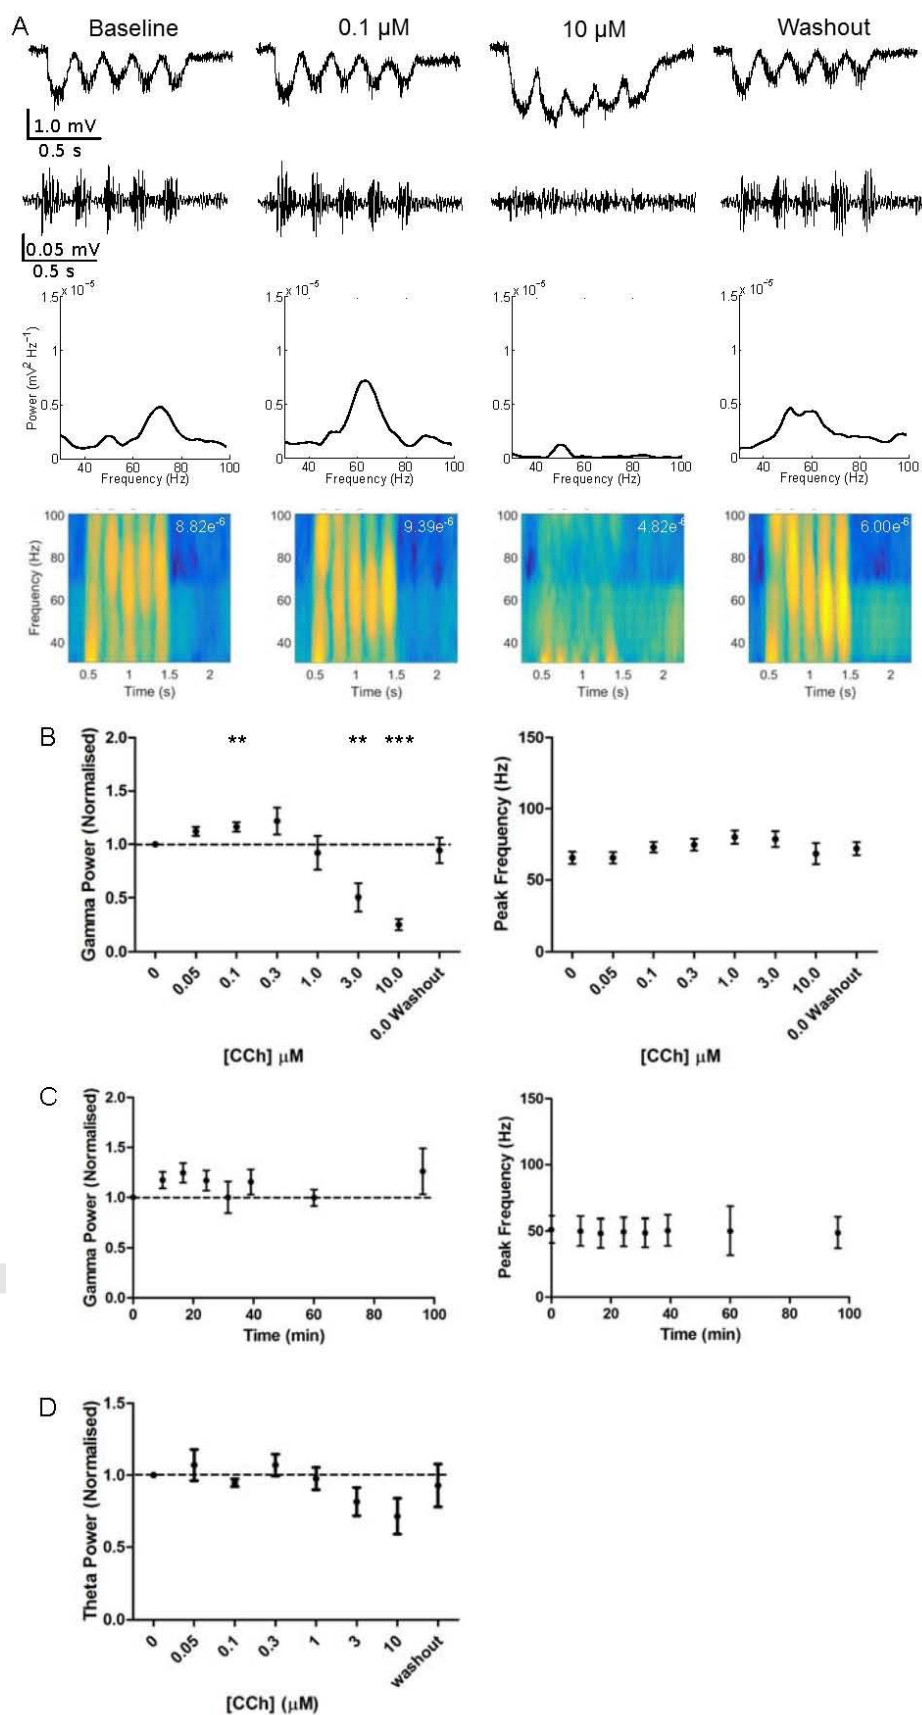 A
Baseline 0.1 µM 10 µM Washout
1.0 mV
0.5 s
0.05 mV
0.5 s
1.5 x 10⁻⁵ 1.5 x 10⁻⁵ 1.5 x 10⁻⁵ 1.5 x 10⁻⁵
Power (mV² Hz⁻¹)
1 1 1 1
0.5 0.5 0.5 0.5
0 0 0 0
40 60 80 100 40 60 80 100 40 60 80 100 40 60 80 100
Frequency (Hz) Frequency (Hz) Frequency (Hz) Frequency (Hz)
Frequency (Hz)
100 100 100 100
8.82e⁻⁶ 9.39e⁻⁶ 4.82e⁻⁶ 6.00e⁻⁶
80 80 80 80
60 60 60 60
40 40 40 40
0.5 1 1.5 2 0.5 1 1.5 2 0.5 1 1.5 2 0.5 1 1.5 2
Time (s) Time (s) Time (s) Time (s)
B
Gamma Power (Normalised)
2.0
1.5
1.0
0.5
0.0
** ** ***
0 0.05 0.1 0.3 1.0 3.0 10.0 0.0 Washout
[CCh] µM
Peak Frequency (Hz)
150
100
50
0
0 0.05 0.1 0.3 1.0 3.0 10.0 0.0 Washout
[CCh] µM
C
Gamma Power (Normalised)
2.0
1.5
1.0
0.5
0.0
0 20 40 60 80 100
Time (min)
Peak Frequency (Hz)
150
100
50
0
0 20 40 60 80 100
Time (min)
D
Theta Power (Normalised)
1.5
1.0
0.5
0.0
0 0.05 0.1 0.3 1 3 10 washout
[CCh] (µM)